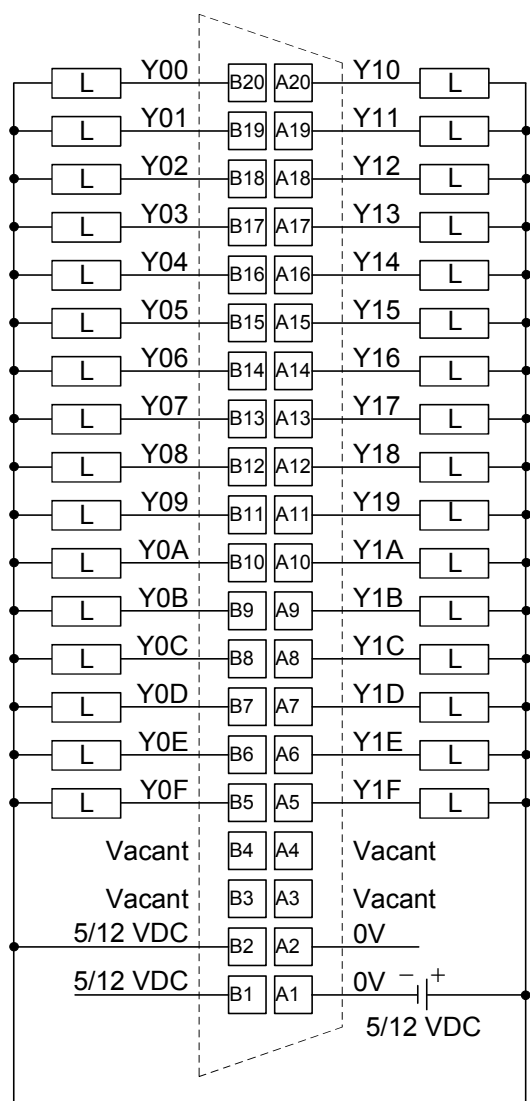 L Y00 B20 A20 Y10 L
L Y01 B19 A19 Y11 L
L Y02 B18 A18 Y12 L
L Y03 B17 A17 Y13 L
L Y04 B16 A16 Y14 L
L Y05 B15 A15 Y15 L
L Y06 B14 A14 Y16 L
L Y07 B13 A13 Y17 L
L Y08 B12 A12 Y18 L
L Y09 B11 A11 Y19 L
L Y0A B10 A10 Y1A L
L Y0B B9 A9 Y1B L
L Y0C B8 A8 Y1C L
L Y0D B7 A7 Y1D L
L Y0E B6 A6 Y1E L
L Y0F B5 A5 Y1F L
Vacant B4 A4 Vacant
Vacant B3 A3 Vacant
5/12 VDC B2 A2 0V
5/12 VDC B1 A1 0V − +
5/12 VDC